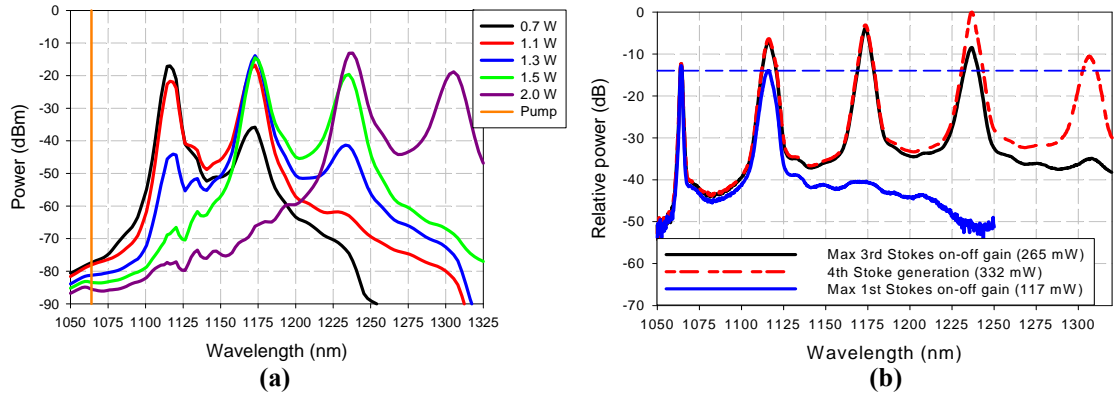 0
-10
-20
-30
-40
-50
-60
-70
-80
-90
Power (dBm)
1050 1075 1100 1125 1150 1175 1200 1225 1250 1275 1300 1325
Wavelength (nm)
0.7 W
1.1 W
1.3 W
1.5 W
2.0 W
Pump
(a)
0
-10
-20
-30
-40
-50
-60
-70
Relative power (dB)
Max 3rd Stokes on-off gain (265 mW)
4th Stoke generation (332 mW)
Max 1st Stokes on-off gain (117 mW)
1050 1075 1100 1125 1150 1175 1200 1225 1250 1275 1300
Wavelength (nm)
(b)